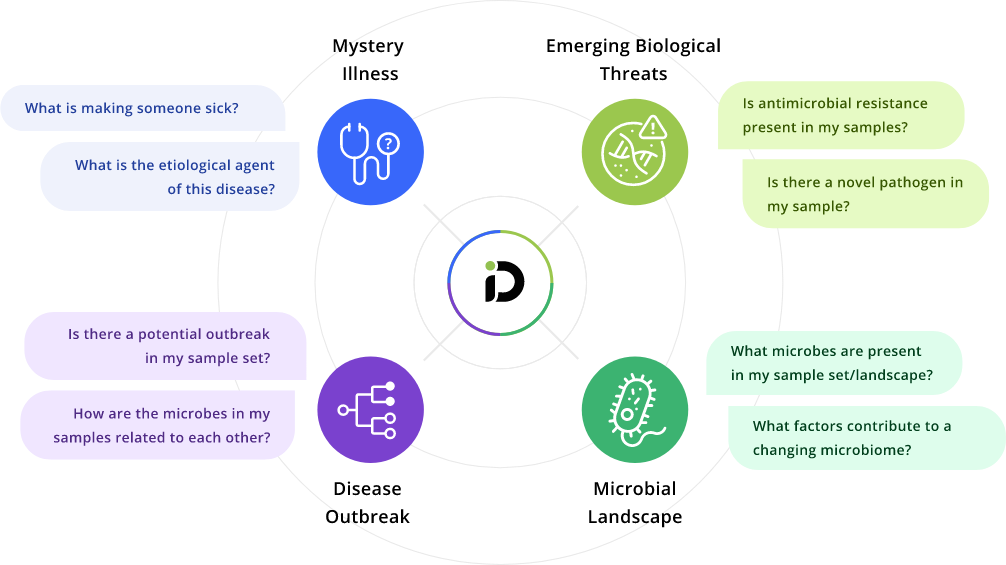 Mystery
Illness
What is making someone sick?
What is the etiological agent
of this disease?
Emerging Biological
Threats
Is antimicrobial resistance
present in my samples?
Is there a novel pathogen in
my sample?
?
!
iD
Is there a potential outbreak
in my sample set?
How are the microbes in my
samples related to each other?
Disease
Outbreak
What microbes are present
in my sample set/landscape?
What factors contribute to a
changing microbiome?
Microbial
Landscape